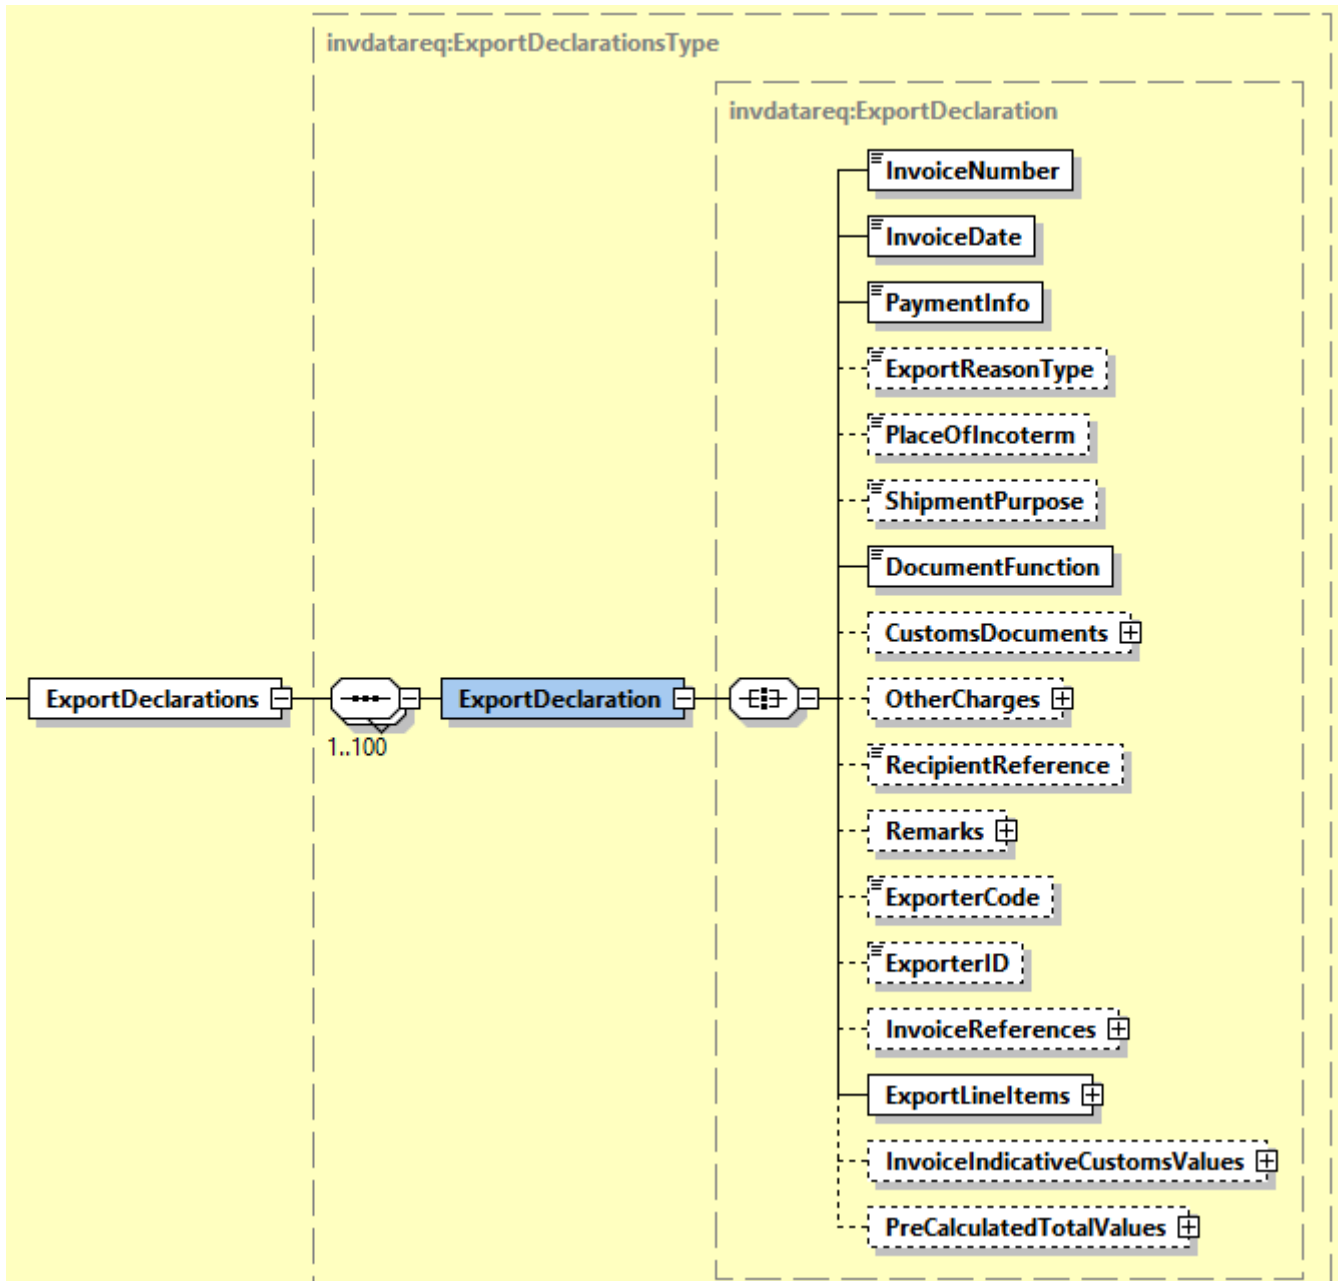 invdatareq:ExportDeclarationsType
invdatareq:ExportDeclaration
InvoiceNumber
InvoiceDate
PaymentInfo
ExportReasonType
PlaceOfIncoterm
ShipmentPurpose
DocumentFunction
CustomsDocuments
ExportDeclarations
1..100
ExportDeclaration
OtherCharges
RecipientReference
Remarks
ExporterCode
ExporterID
InvoiceReferences
ExportLineItems
InvoiceIndicativeCustomsValues
PreCalculatedTotalValues